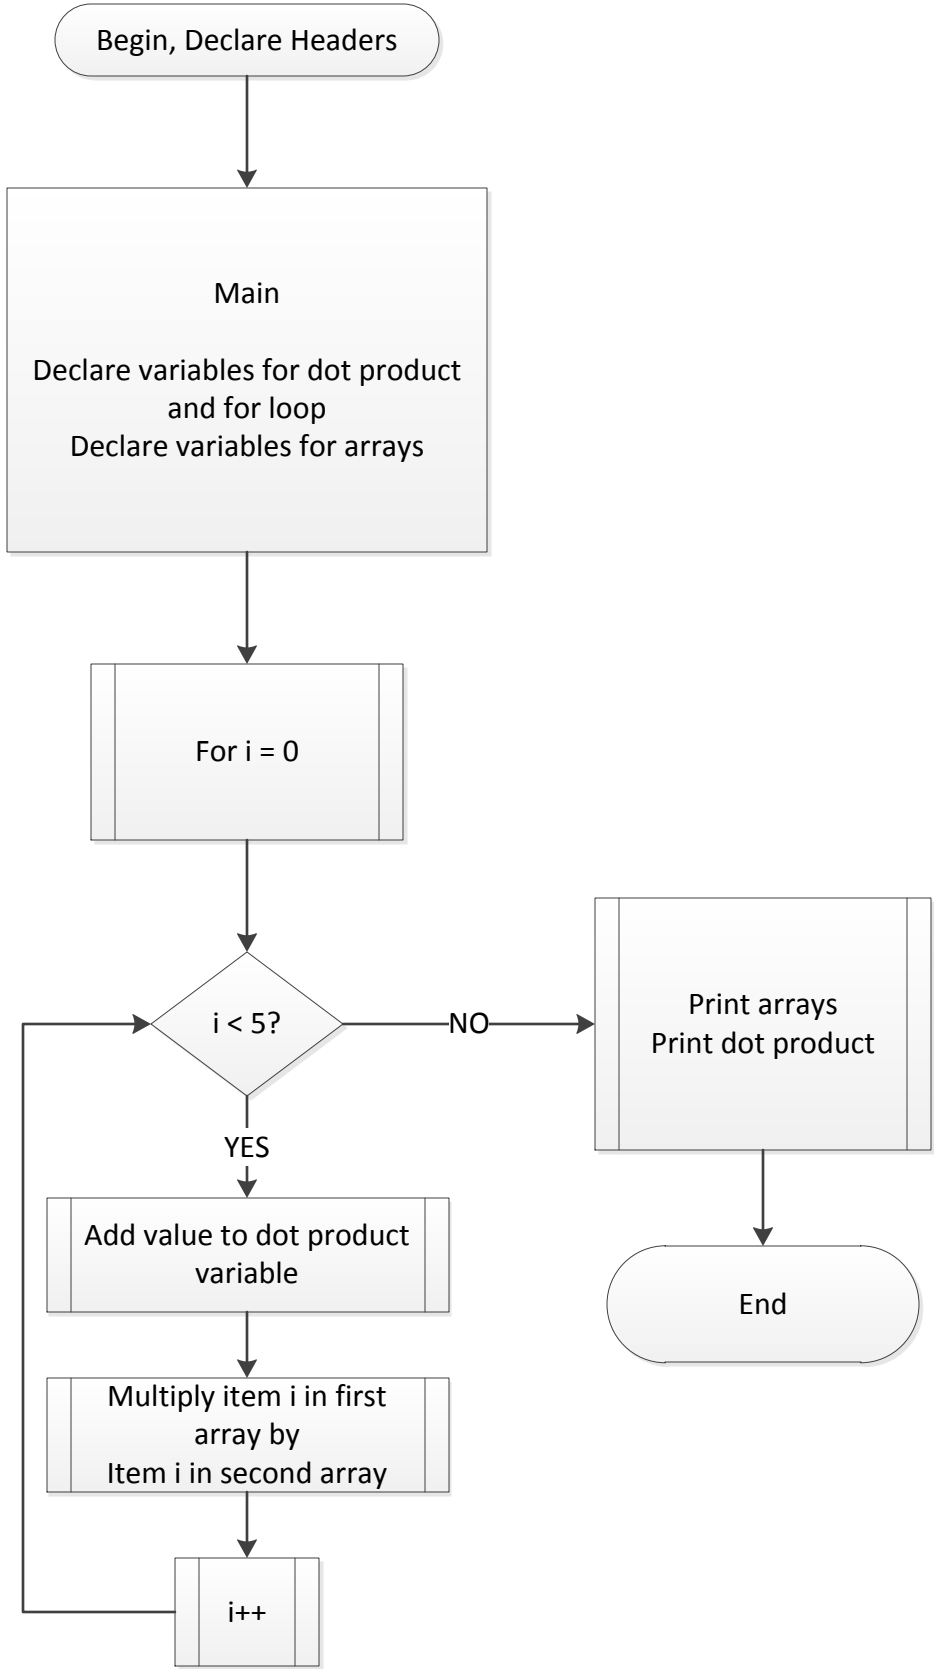 Begin, Declare Headers
Main
Declare variables for dot product
and for loop
Declare variables for arrays
For i = 0
i < 5?
NO
Print arrays
Print dot product
YES
Add value to dot product
variable
End
Multiply item i in first
array by
Item i in second array
i++